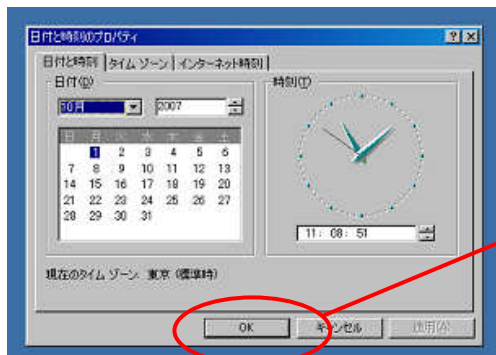 日付と時刻のプロパティ
日付と時刻 タイム ゾーン インターネット時刻
日付(D)
時刻(T)
10月 2007
日 月 火 水 木 金 土
1 2 3 4 5 6
7 8 9 10 11 12 13
14 15 16 17 18 19 20
21 22 23 24 25 26 27
28 29 30 31
11: 08: 51
現在のタイム ゾーン: 東京 (標準時)
OK キャンセル 適用(A)